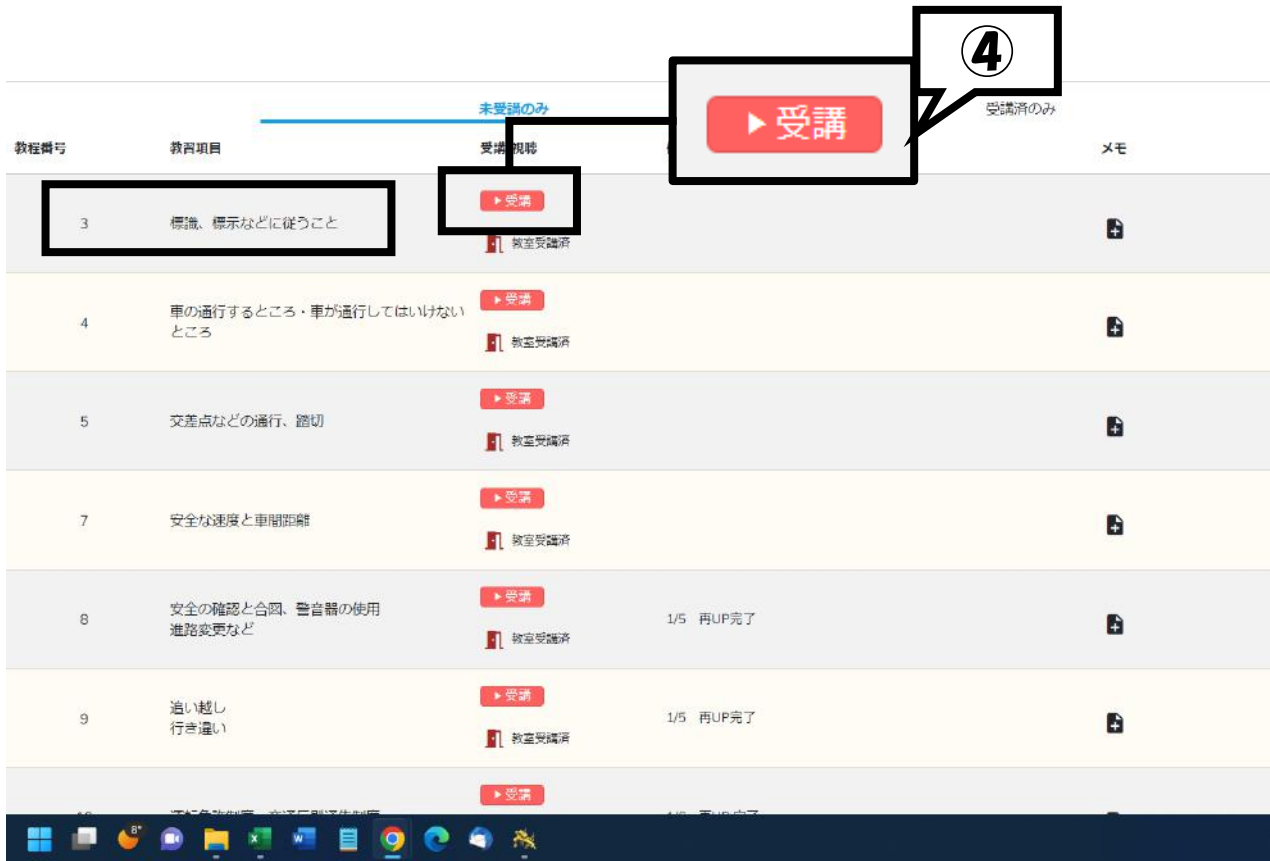 ④
未受講のみ
受講済のみ
▶受講
教程番号 教習項目 受講 視聴 メモ
3 標識、標示などに従うこと
▶受講
教室受講済
4 車の通行するところ・車が通行してはいけない
ところ
▶受講
教室受講済
5 交差点などの通行、踏切
▶受講
教室受講済
7 安全な速度と車間距離
▶受講
教室受講済
8 安全の確認と合図、警音器の使用
進路変更など
▶受講
教室受講済
1/5 再UP完了
9 追い越し
行き違い
▶受講
教室受講済
1/5 再UP完了
▶受講
8°